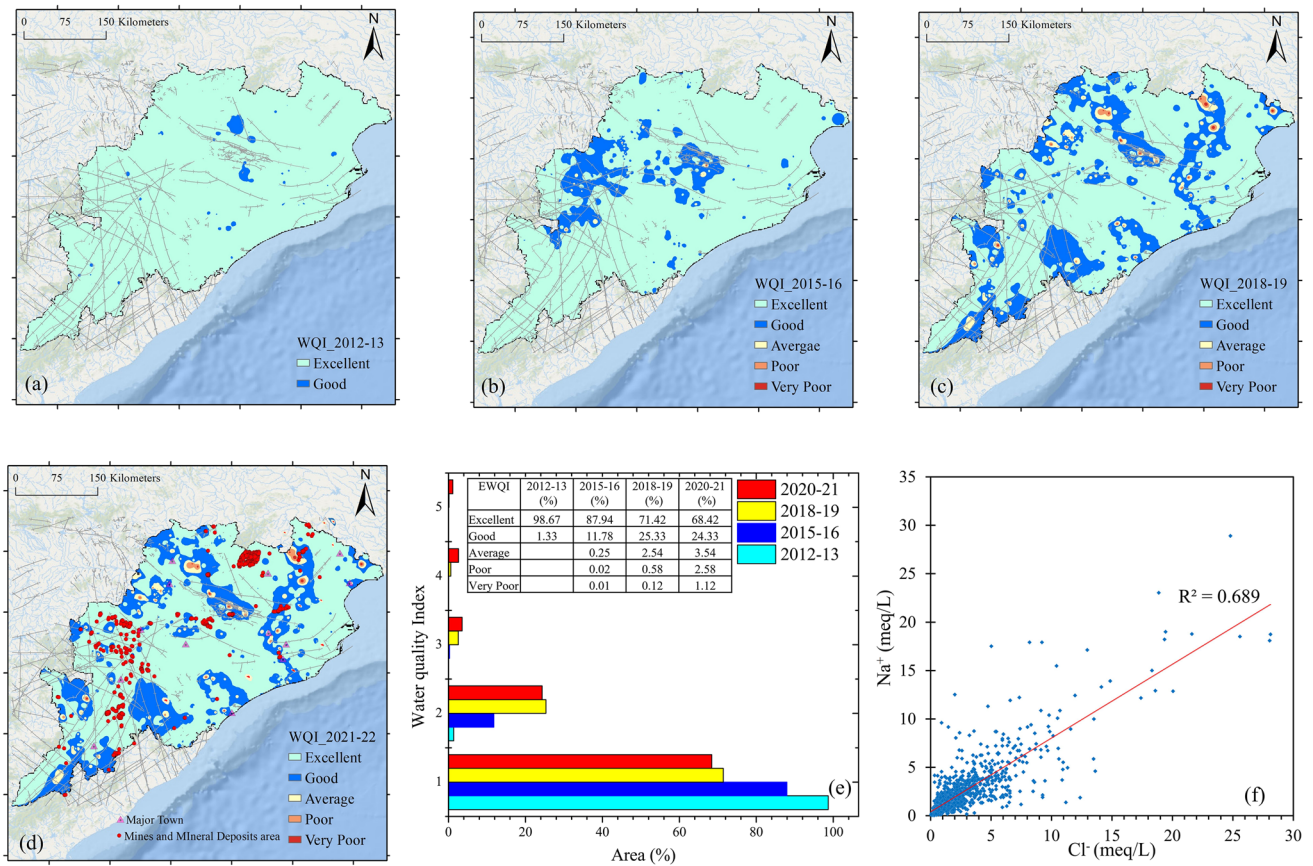 0 75 150 Kilometers
N
WQI_2012-13
Excellent
Good
(a)
0 75 150 Kilometers
N
WQI_2015-16
Excellent
Good
Avergae
Poor
Very Poor
(b)
0 75 150 Kilometers
N
WQI_2018-19
Excellent
Good
Average
Poor
Very Poor
(c)
0 75 150 Kilometers
N
WQI_2021-22
Excellent
Good
Average
Poor
Very Poor
Major Town
Mines and MIneral Deposits area
(d)
Water quality Index
5
4
3
2
1
EWQI 2012-13 (%) 2015-16 (%) 2018-19 (%) 2020-21 (%)
Excellent 98.67 87.94 71.42 68.42
Good 1.33 11.78 25.33 24.33
Average 0.25 2.54 3.54
Poor 0.02 0.58 2.58
Very Poor 0.01 0.12 1.12
2020-21
2018-19
2015-16
2012-13
(e)
0 20 40 60 80 100
Area (%)
Na⁺ (meq/L)
35
30
25
20
15
10
5
0
R² = 0.689
(f)
0 5 10 15 20 25 30
Cl⁻ (meq/L)